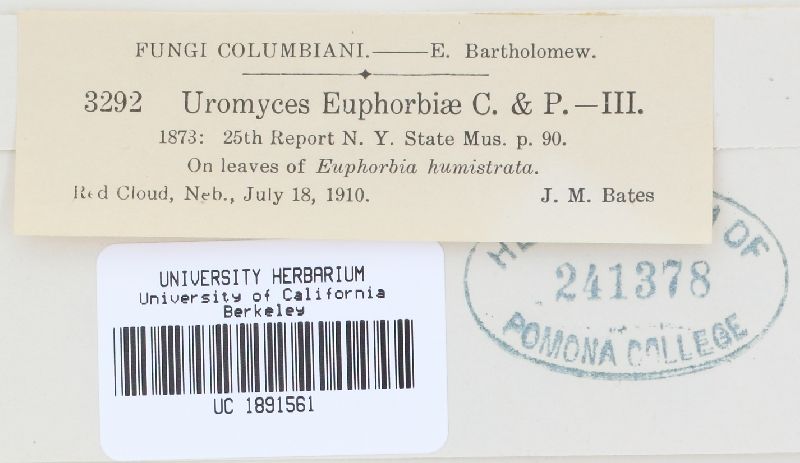 FUNGI COLUMBIANI.——E. Bartholomew.
3292 Uromyces Euphorbiæ C. & P.—III.
1873: 25th Report N. Y. State Mus. p. 90.
On leaves of Euphorbia humistrata.
Red Cloud, Neb., July 18, 1910. J. M. Bates
UNIVERSITY HERBARIUM
University of California
Berkeley
UC 1891561
OF
241378
POMONA COLLEGE